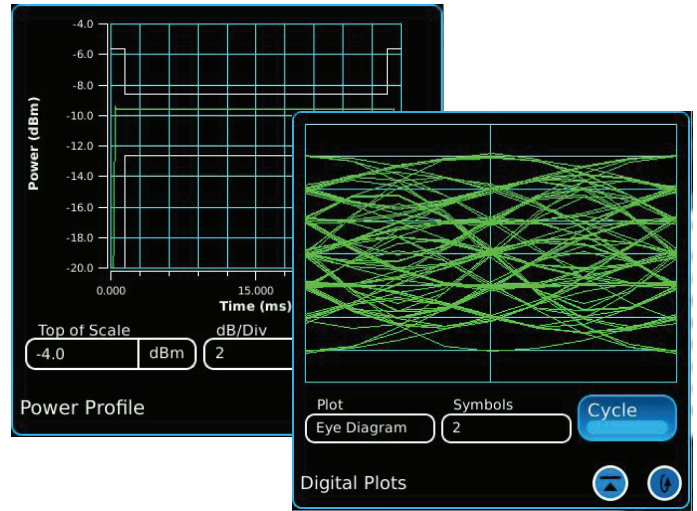 -4.0
-6.0
-8.0
-10.0
-12.0
-14.0
-16.0
-18.0
-20.0
Power (dBm)
0.000 15.000
Time (ms)
Top of Scale dB/Div
-4.0 dBm 2
Power Profile
Plot Symbols
Eye Diagram 2
Cycle
Digital Plots